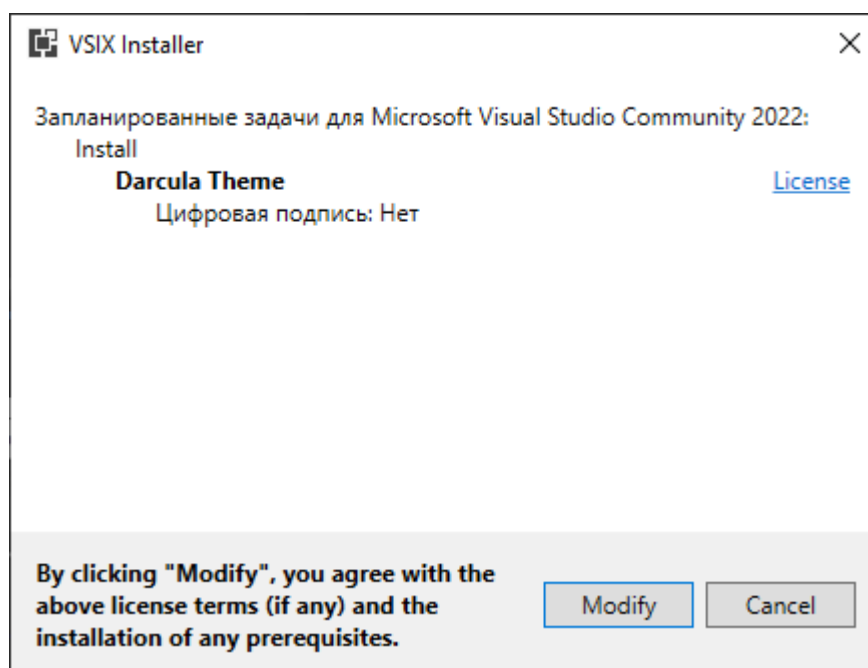 VSIX Installer
Запланированные задачи для Microsoft Visual Studio Community 2022:
Install
Darcula Theme License
Цифровая подпись: Нет
By clicking "Modify", you agree with the
above license terms (if any) and the
installation of any prerequisites.
Modify Cancel